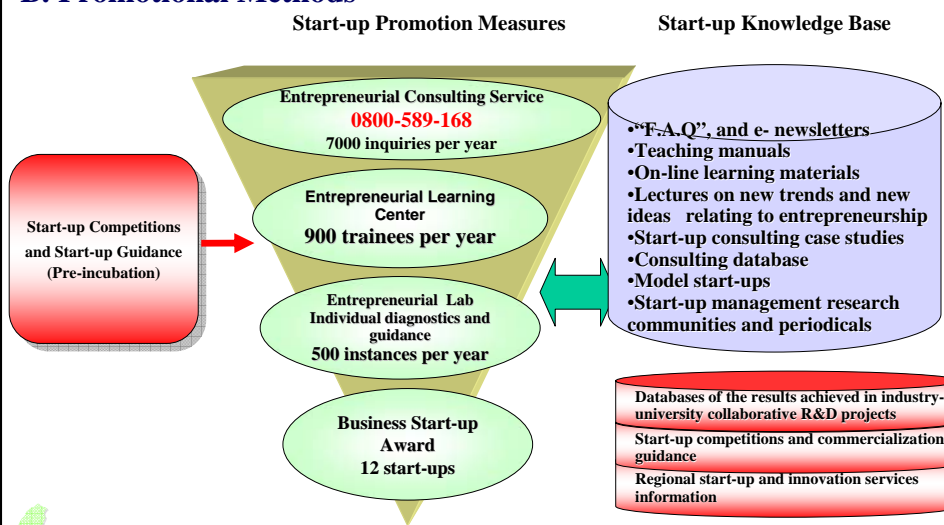 Start-up Promotion Measures
Start-up Knowledge Base
Entrepreneurial Consulting Service
0800-589-168
7000 inquiries per year
Entrepreneurial Learning
Center
900 trainees per year
Entrepreneurial Lab
Individual diagnostics and
guidance
500 instances per year
Business Start-up
Award
12 start-ups
Start-up Competitions
and Start-up Guidance
(Pre-incubation)
•“F.A.Q”, and e- newsletters
•Teaching manuals
•On-line learning materials
•Lectures on new trends and new
ideas relating to entrepreneurship
•Start-up consulting case studies
•Consulting database
•Model start-ups
•Start-up management research
communities and periodicals
Databases of the results achieved in industry-
university collaborative R&D projects
Start-up competitions and commercialization
guidance
Regional start-up and innovation services
information